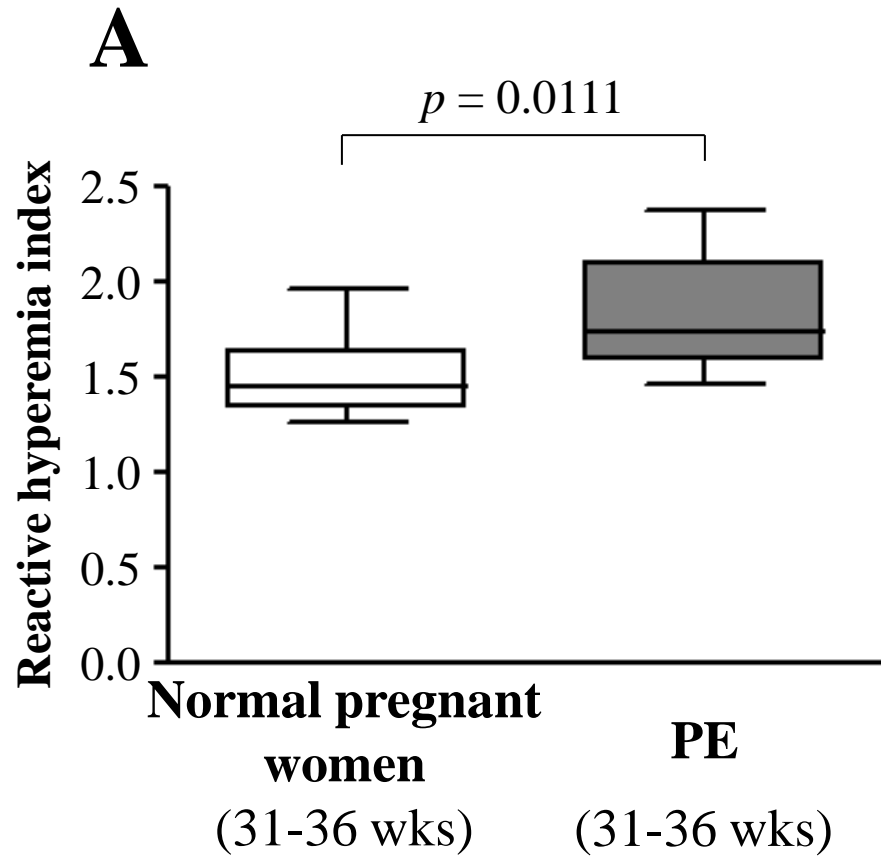 A
p = 0.0111
Reactive hyperemia index
2.5
2.0
1.5
1.0
0.5
0.0
Normal pregnant
women
(31-36 wks)
PE
(31-36 wks)